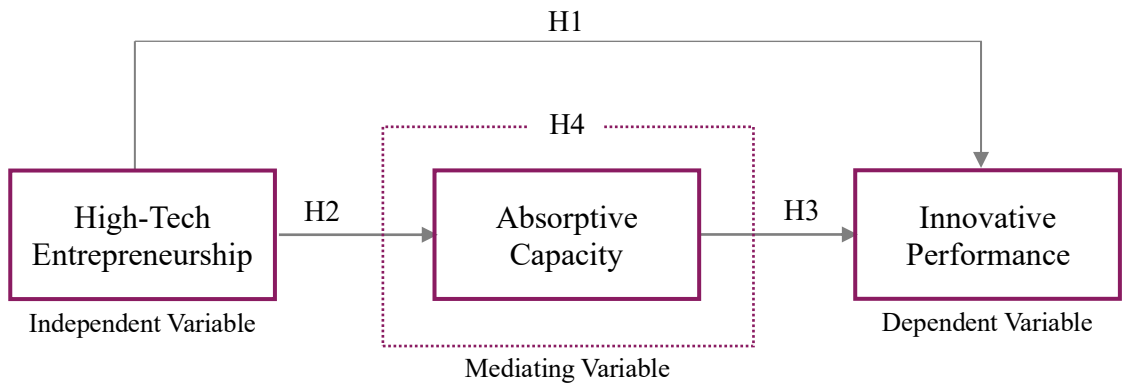 H1
H4
High-Tech
Entrepreneurship
H2
Absorptive
Capacity
H3
Innovative
Performance
Independent Variable
Mediating Variable
Dependent Variable